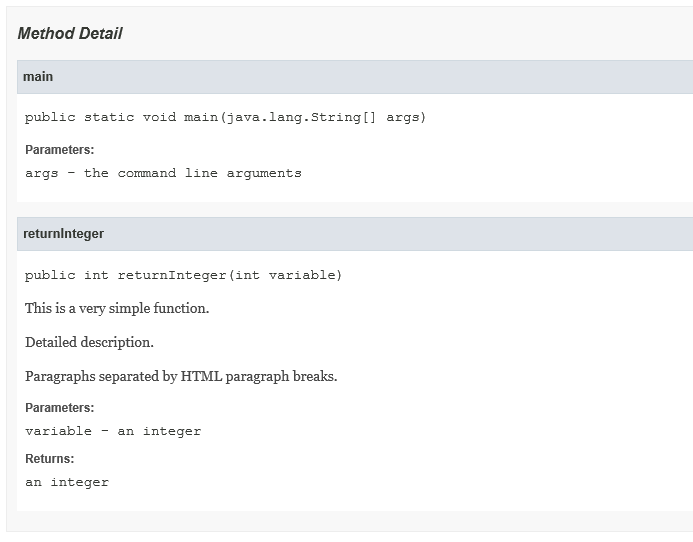 Method Detail
main
public static void main(java.lang.String[] args)
Parameters:
args - the command line arguments
returnInteger
public int returnInteger(int variable)
This is a very simple function.
Detailed description.
Paragraphs separated by HTML paragraph breaks.
Parameters:
variable - an integer
Returns:
an integer